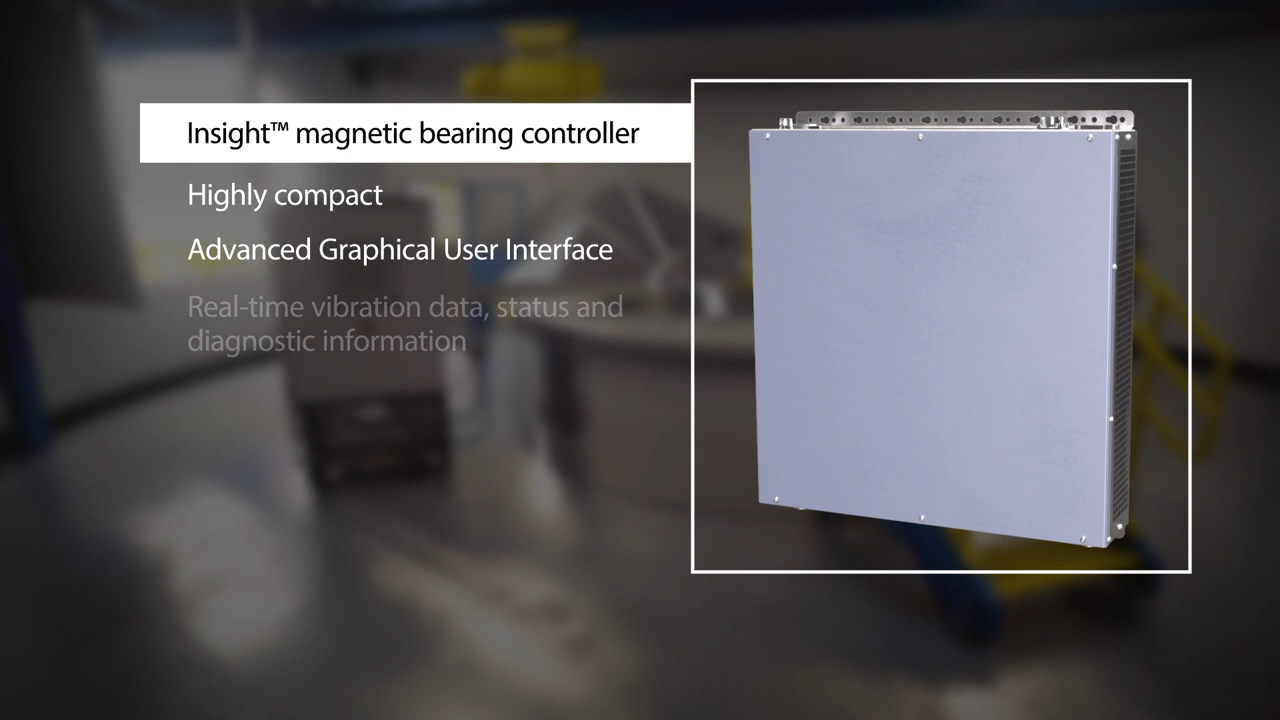 Insight™ magnetic bearing controller
Highly compact
Advanced Graphical User Interface
Real-time vibration data, status and
diagnostic information